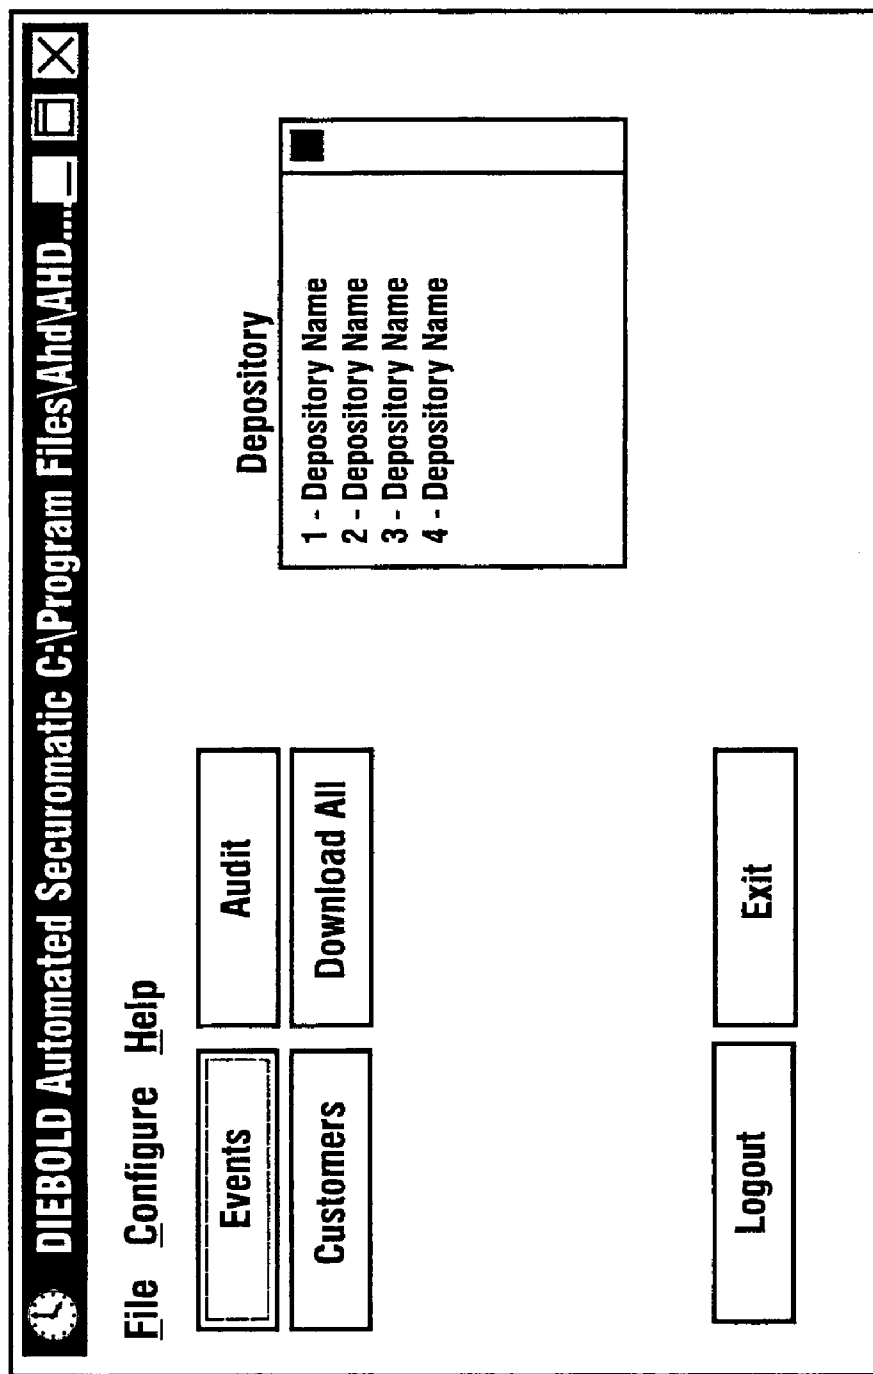 DIEBOLD Automated Securomatic C:\Program Files\Ahd\AHD....
File Configure Help
Events
Audit
Customers
Download All
Depository
1 - Depository Name
2 - Depository Name
3 - Depository Name
4 - Depository Name
Logout
Exit